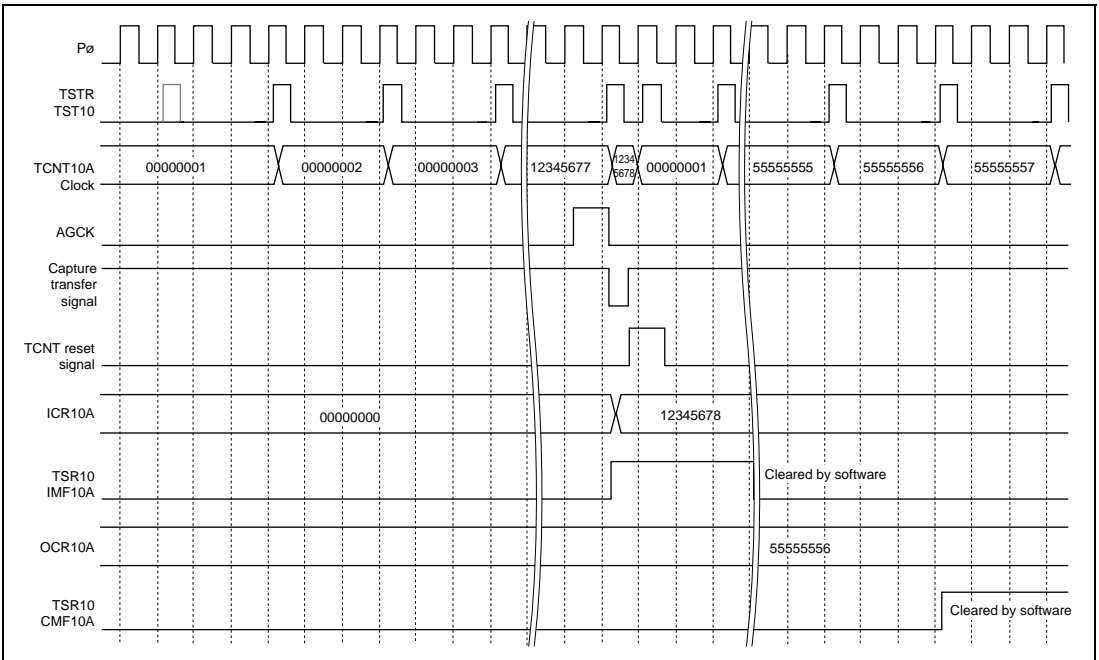 Pø
TSTR
TST10
TCNT10A
Clock
00000001
00000002
00000003
12345677
1234
5678
00000001
55555555
55555556
55555557
AGCK
Capture
transfer
signal
TCNT reset
signal
ICR10A
00000000
12345678
TSR10
IMF10A
Cleared by software
OCR10A
55555556
TSR10
CMF10A
Cleared by software